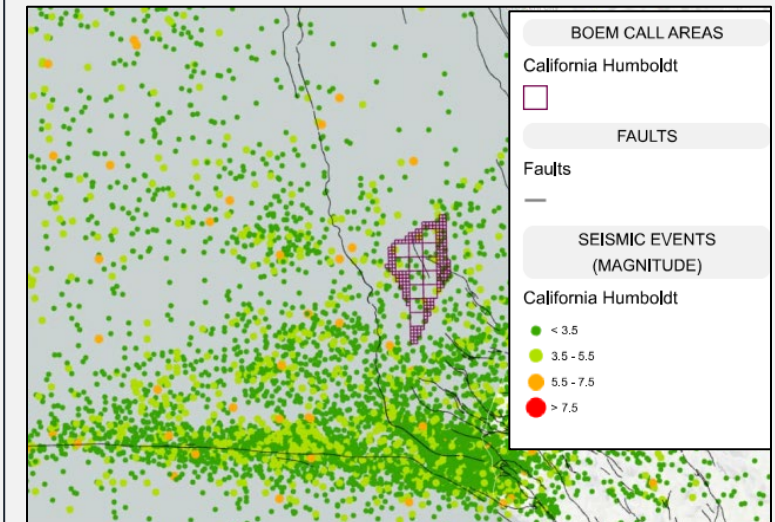 BOEM CALL AREAS
California Humboldt
FAULTS
Faults
SEISMIC EVENTS
(MAGNITUDE)
California Humboldt
< 3.5
3.5 - 5.5
5.5 - 7.5
> 7.5